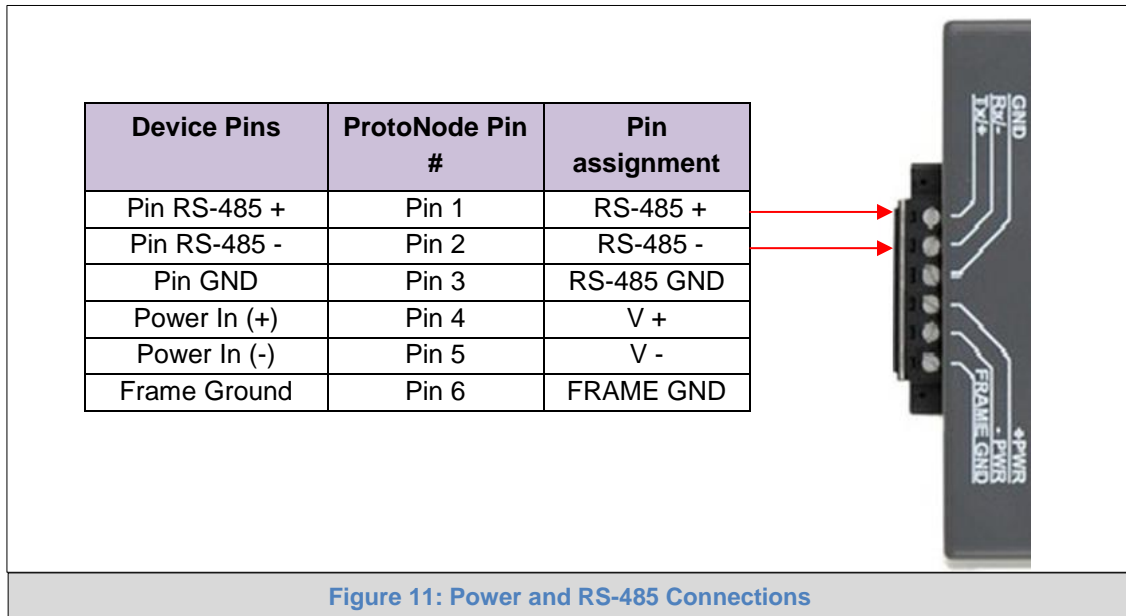 Device Pins ProtoNode Pin # Pin assignment
Pin RS-485 + Pin 1 RS-485 +
Pin RS-485 - Pin 2 RS-485 -
Pin GND Pin 3 RS-485 GND
Power In (+) Pin 4 V +
Power In (-) Pin 5 V -
Frame Ground Pin 6 FRAME GND
Tx/+
Rx/-
GND
+PWR
- PWR
FRAME GND
Figure 11: Power and RS-485 Connections